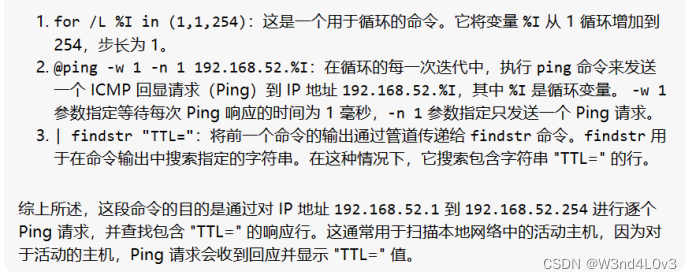 1. for /L %I in (1,1,254)：这是一个用于循环的命令。它将变量 %I 从 1 循环增加到
254，步长为 1。
2. @ping -w 1 -n 1 192.168.52.%I：在循环的每一次迭代中，执行 ping 命令来发送
一个 ICMP 回显请求（Ping）到 IP 地址 192.168.52.%I，其中 %I 是循环变量。 -w 1
参数指定等待每次 Ping 响应的时间为 1 毫秒，-n 1 参数指定只发送一个 Ping 请求。
3. | findstr "TTL="：将前一个命令的输出通过管道传递给 findstr 命令。findstr 用
于在命令输出中搜索指定的字符串。在这种情况下，它搜索包含字符串 "TTL=" 的行。
综上所述，这段命令的目的是通过对 IP 地址 192.168.52.1 到 192.168.52.254 进行逐个
Ping 请求，并查找包含 "TTL=" 的响应行。这通常用于扫描本地网络中的活动主机，因为对
于活动的主机，Ping 请求会收到回应并显示 "TTL=" 值。
CSDN @W3nd4L0v3